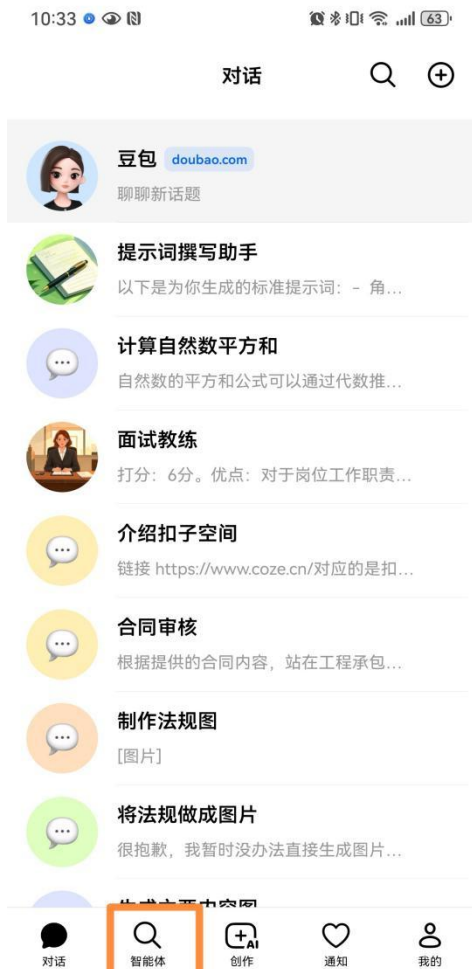 10:33
63
对话
豆包 doubao.com
聊聊新话题
提示词撰写助手
以下是为你生成的标准提示词：- 角...
计算自然数平方和
自然数的平方和公式可以通过代数推...
面试教练
打分：6分。优点：对于岗位工作职责...
介绍扣子空间
链接 https://www.coze.cn/对应的是扣...
合同审核
根据提供的合同内容，站在工程承包...
制作法规图
[图片]
将法规做成图片
很抱歉，我暂时没办法直接生成图片...
生成主要内容图
AI
对话 智能体 创作 通知 我的